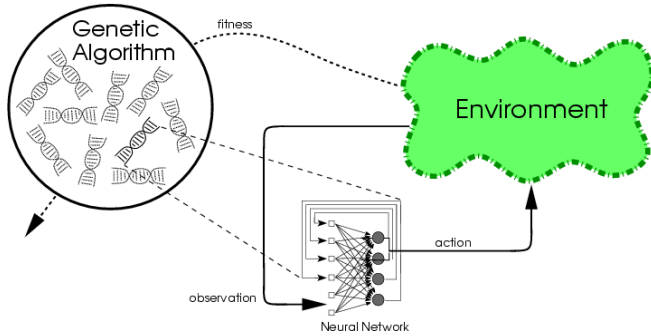 Genetic
Algorithm
fitness
Environment
action
observation
Neural Network